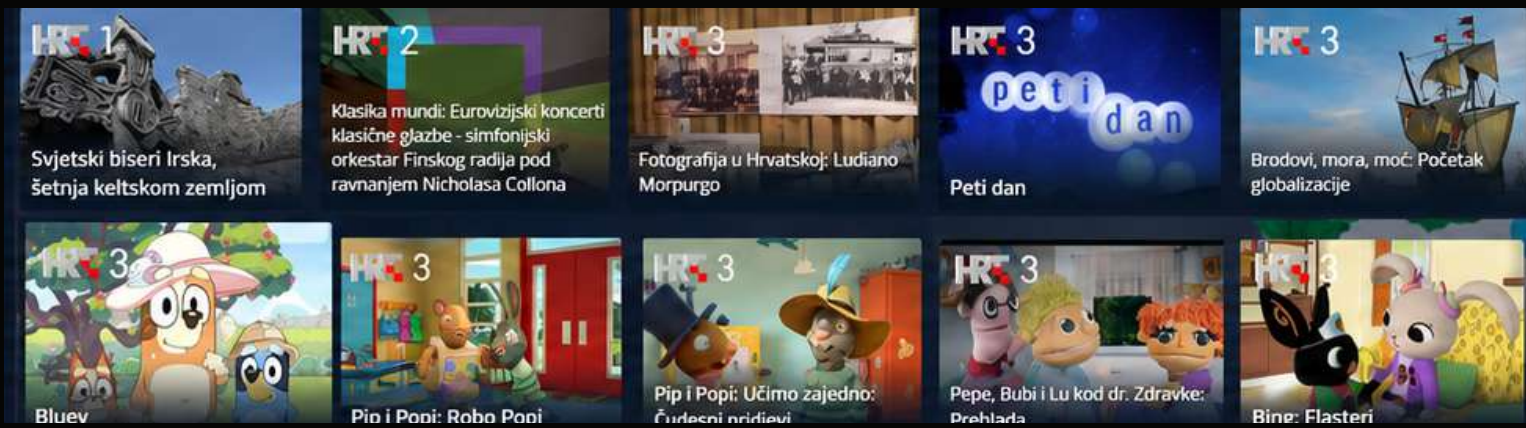 HRT 1
Svjetski biseri Irska,
šetnja keltskom zemljom
HRT 2
Klasika mundi: Eurovizijski koncerti
klasične glazbe - simfonijski
orkestar Finskog radija pod
ravnanjem Nicholasa Collona
HRT 3
Fotografija u Hrvatskoj: Ludiano
Morpurgo
HRT 3
peti
dan
Peti dan
HRT 3
Brodovi, mora, moć: Početak
globalizacije
HRT 3
Bluey
HRT 3
Pip i Popi: Robo Popi
HRT 3
Pip i Popi: Učimo zajedno:
Čudesni pridjevi
HRT 3
Pepe, Bubi i Lu kod dr. Zdravke:
Prehlada
HRT 3
Bing: Flasteri